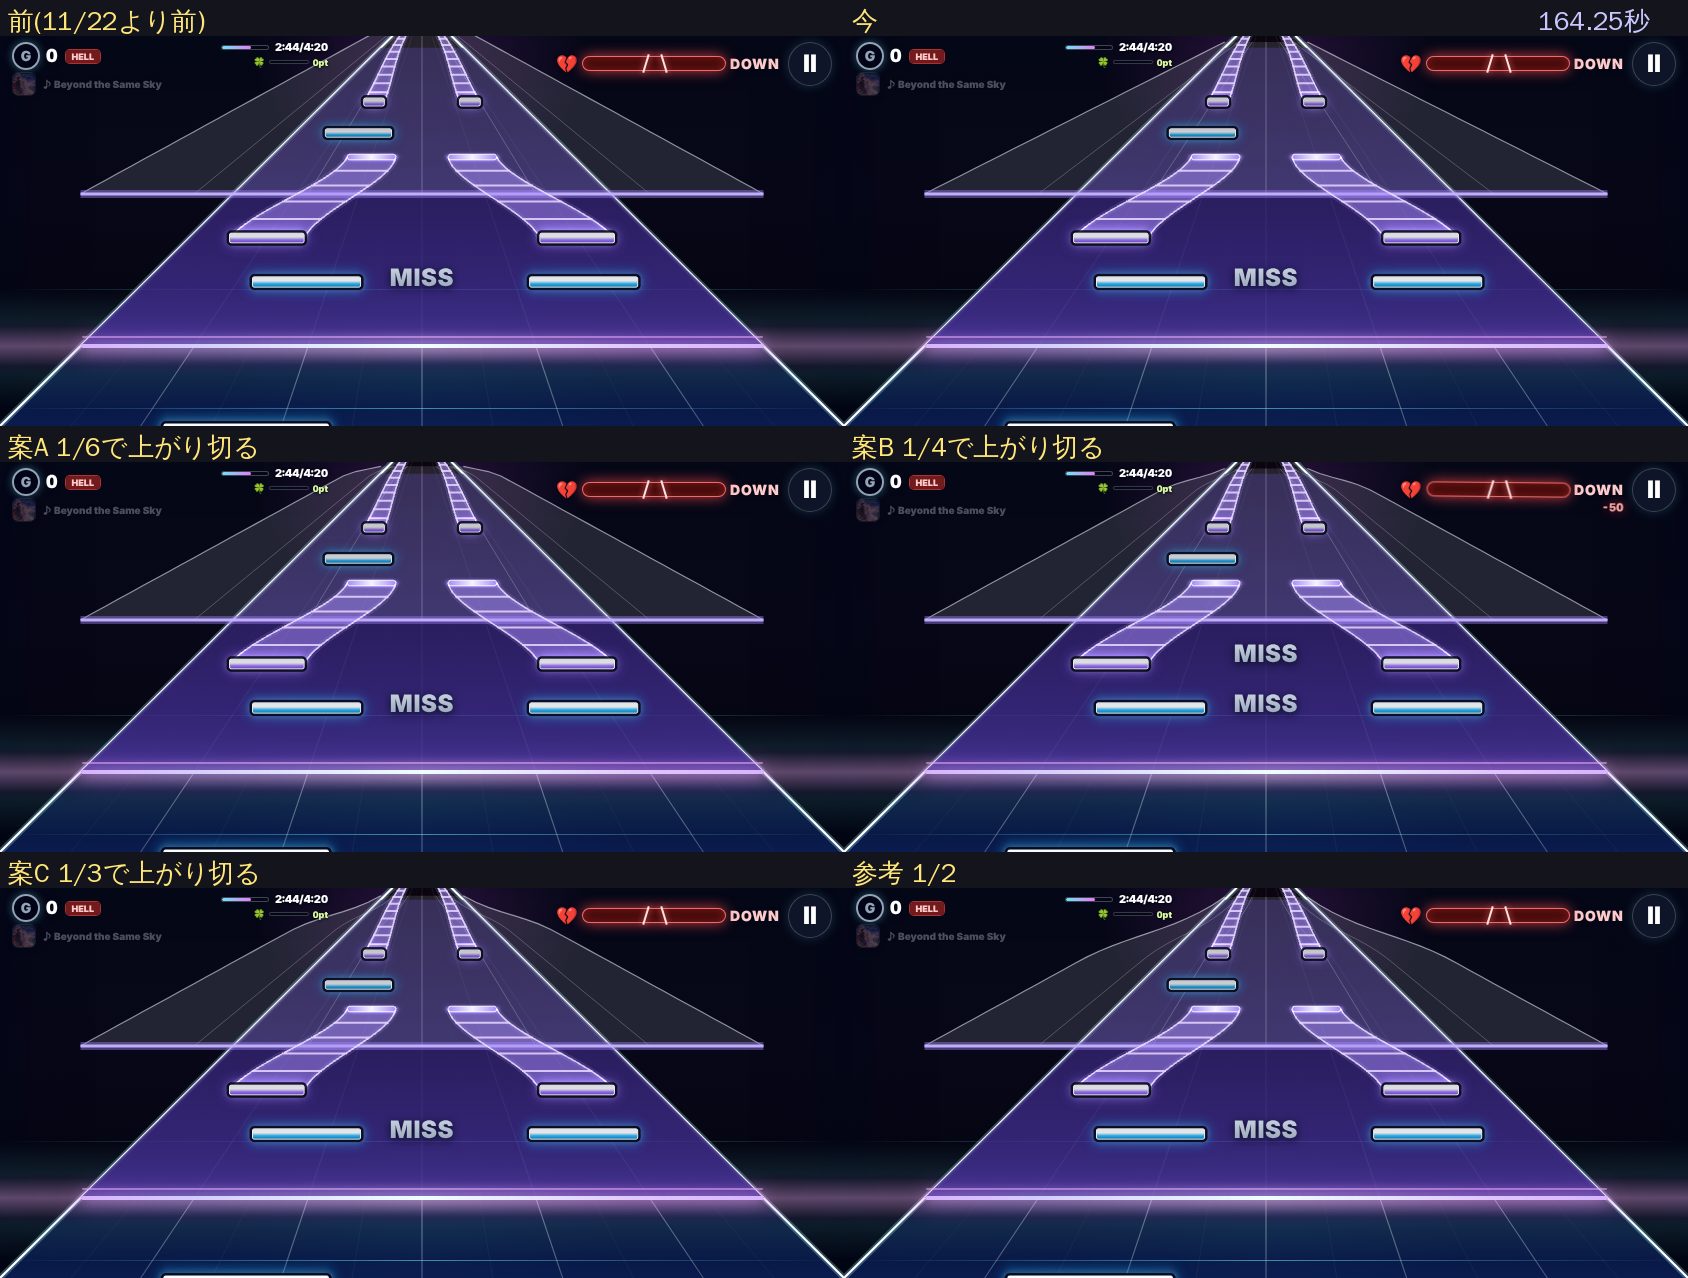 前(11/22より前)
G 0 HELL 2:44/4:20 DOWN
0pt
♪ Beyond the Same Sky
MISS
今 164.25秒
G 0 HELL 2:44/4:20 DOWN
0pt
♪ Beyond the Same Sky
MISS
案A 1/6で上がり切る
G 0 HELL 2:44/4:20 DOWN
0pt
♪ Beyond the Same Sky
MISS
案B 1/4で上がり切る
G 0 HELL 2:44/4:20 DOWN
0pt -50
♪ Beyond the Same Sky
MISS
MISS
案C 1/3で上がり切る
G 0 HELL 2:44/4:20 DOWN
0pt
♪ Beyond the Same Sky
MISS
参考 1/2
G 0 HELL 2:44/4:20 DOWN
0pt
♪ Beyond the Same Sky
MISS